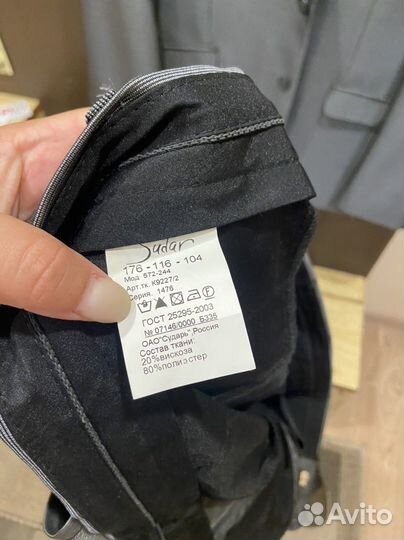 Sudar
176 - 116 - 104
Мод 572-244
Арт.тк. К9227/2
Серия. 1476
ГОСТ 25295-2003
№ 07146/0000 Б335
ОАО"Сударь" Россия
Состав ткани:
20%вискоза
80%полиэстер
Avito